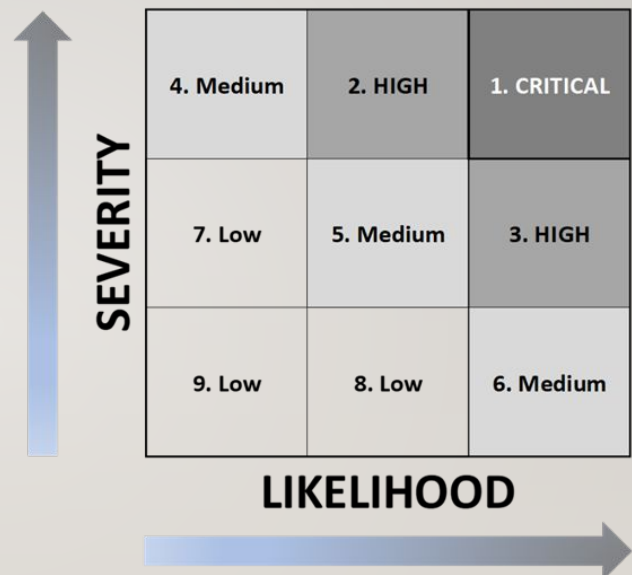 4. Medium
2. HIGH
1. CRITICAL
7. Low
5. Medium
3. HIGH
9. Low
8. Low
6. Medium
SEVERITY
LIKELIHOOD